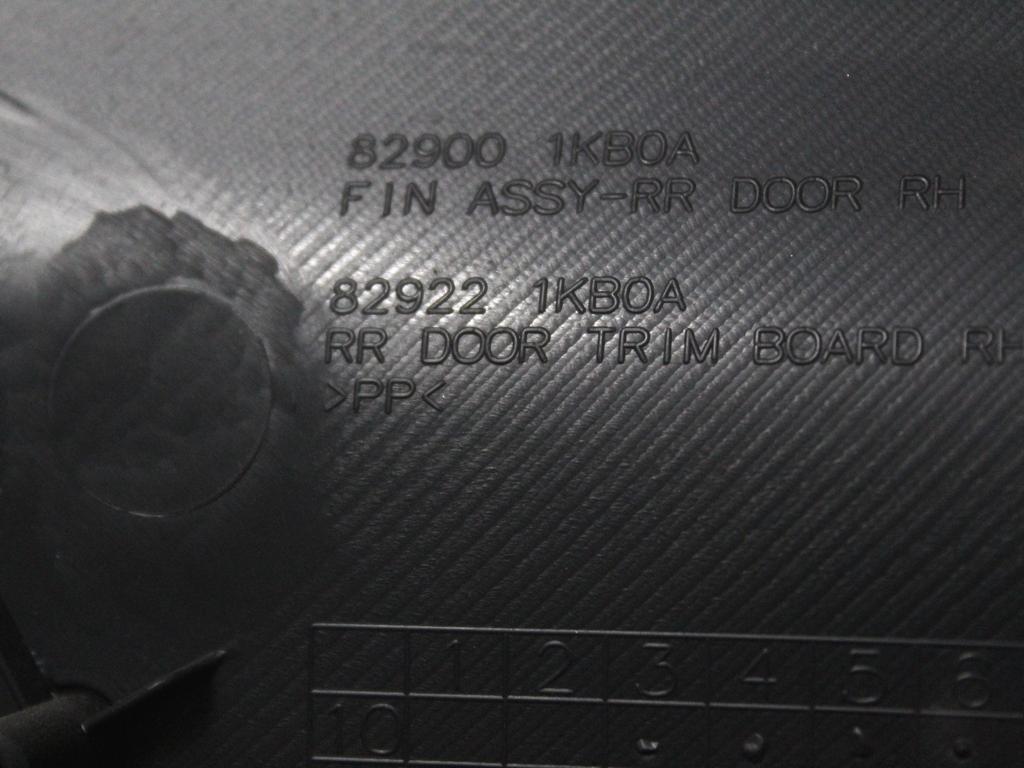 82900 1KB0A
FIN ASSY-RR DOOR RH
82922 1KB0A
RR DOOR TRIM BOARD RH
>PP<
1 2 3 4 5 6
10